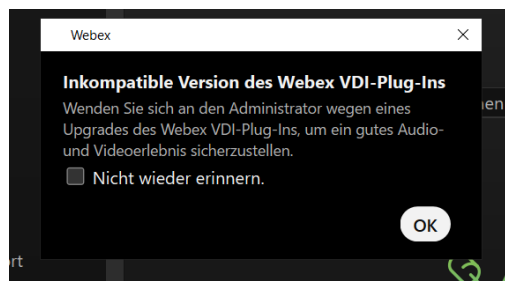 Webex
Inkompatible Version des Webex VDI-Plug-Ins
Wenden Sie sich an den Administrator wegen eines
Upgrades des Webex VDI-Plug-Ins, um ein gutes Audio-
und Videoerlebnis sicherzustellen.
Nicht wieder erinnern.
OK